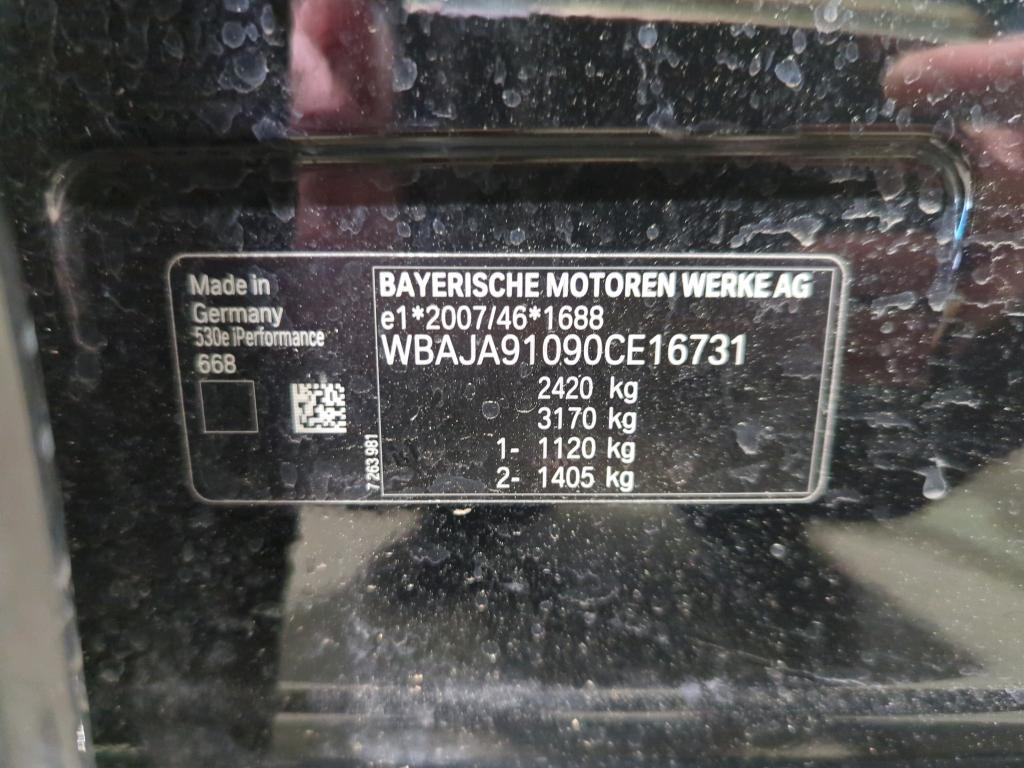 Made in
Germany
530e iPerformance
668
BAYERISCHE MOTOREN WERKE AG
e1*2007/46*1688
WBAJA91090CE16731
2420 kg
3170 kg
1- 1120 kg
2- 1405 kg
7 263 981